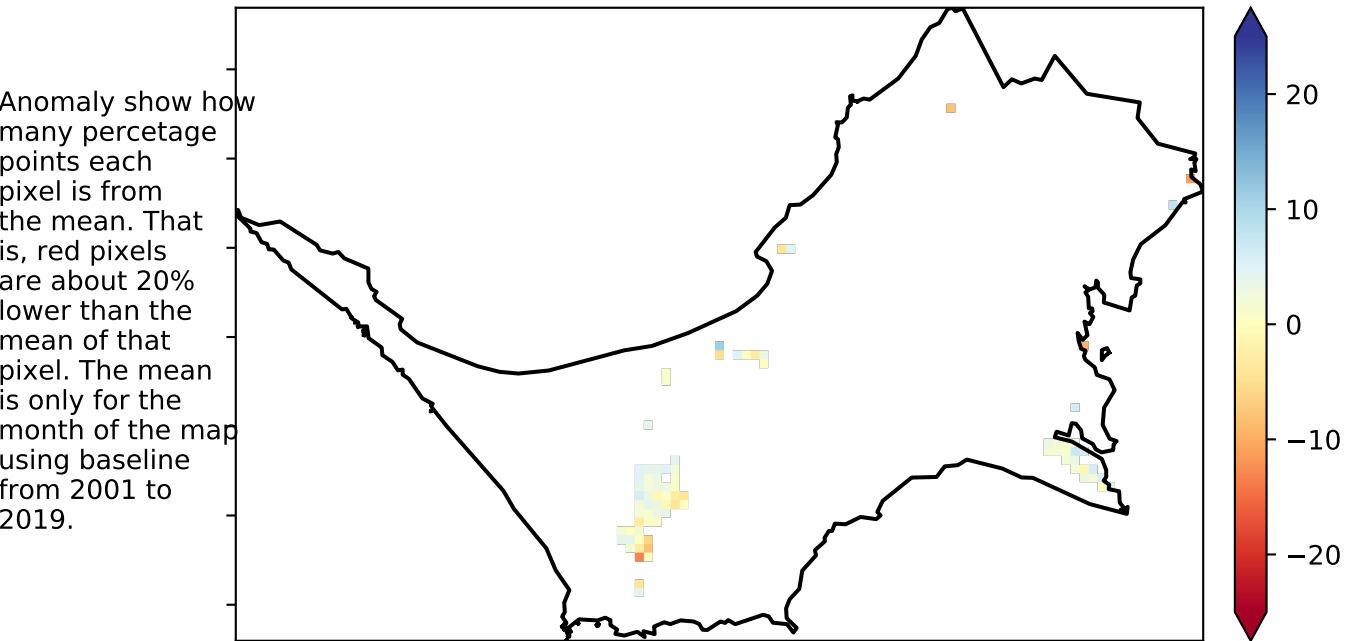 Anomaly show how
many percetage
points each
pixel is from
the mean. That
is, red pixels
are about 20%
lower than the
mean of that
pixel. The mean
is only for the
month of the map
using baseline
from 2001 to
2019.
20
10
0
−10
−20